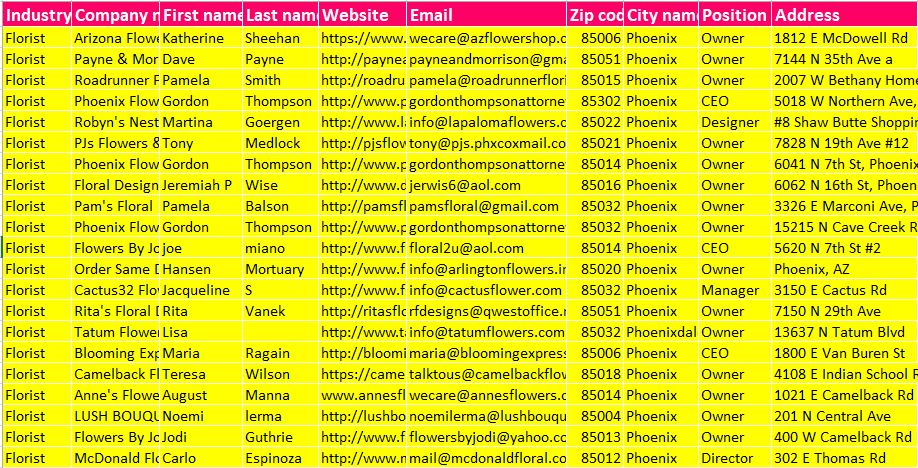 Industry Company n First name Last nam Website Email Zip cod City name Position Address
Florist Arizona Flow Katherine Sheehan https://www. wecare@azflowershop.c 85006 Phoenix Owner 1812 E McDowell Rd
Florist Payne & Mor Dave Payne http://paynea payneandmorrison@gma 85051 Phoenix Owner 7144 N 35th Ave a
Florist Roadrunner F Pamela Smith http://roadru pamela@roadrunnerflori 85015 Phoenix Owner 2007 W Bethany Home
Florist Phoenix Flow Gordon Thompson http://www.p gordonthompsonattorne 85302 Phoenix CEO 5018 W Northern Ave,
Florist Robyn's Nest Martina Goergen http://www.l info@lapalomaflowers.c 85022 Phoenix Designer #8 Shaw Butte Shoppin
Florist PJs Flowers & Tony Medlock http://pjsflov tony@pjs.phxcoxmail.co 85021 Phoenix Owner 7828 N 19th Ave #12
Florist Phoenix Flow Gordon Thompson http://www.p gordonthompsonattorne 85014 Phoenix Owner 6041 N 7th St, Phoenix
Florist Floral Design Jeremiah P Wise http://www.d jerwis6@aol.com 85016 Phoenix Owner 6062 N 16th St, Phoen
Florist Pam's Floral Pamela Balson http://pamsfl pamsfloral@gmail.com 85032 Phoenix Owner 3326 E Marconi Ave, P
Florist Phoenix Flow Gordon Thompson http://www.p gordonthompsonattorne 85032 Phoenix Owner 15215 N Cave Creek R
Florist Flowers By Jo joe miano http://www.f floral2u@aol.com 85014 Phoenix CEO 5620 N 7th St #2
Florist Order Same D Hansen Mortuary http://www.f info@arlingtonflowers.in 85020 Phoenix Owner Phoenix, AZ
Florist Cactus32 Flo Jacqueline S http://www.f info@cactusflower.com 85032 Phoenix Manager 3150 E Cactus Rd
Florist Rita's Floral D Rita Vanek http://ritasflo rfdesigns@qwestoffice.n 85051 Phoenix Owner 7150 N 29th Ave
Florist Tatum Flower Lisa http://www.t info@tatumflowers.com 85032 Phoenixdal Owner 13637 N Tatum Blvd
Florist Blooming Exp Maria Ragain http://bloomi maria@bloomingexpress 85006 Phoenix CEO 1800 E Van Buren St
Florist Camelback Fl Teresa Wilson https://came talktous@camelbackflow 85018 Phoenix Owner 4108 E Indian School R
Florist Anne's Flowe August Manna www.annesfl wecare@annesflowers.c 85014 Phoenix Owner 1021 E Camelback Rd
Florist LUSH BOUQU Noemi lerma http://lushbo noemilerma@lushbouqu 85004 Phoenix Owner 201 N Central Ave
Florist Flowers By Jo Jodi Guthrie http://www.f flowersbyjodi@yahoo.co 85013 Phoenix Owner 400 W Camelback Rd
Florist McDonald Flo Carlo Espinoza http://www.n mail@mcdonaldfloral.co 85012 Phoenix Director 302 E Thomas Rd